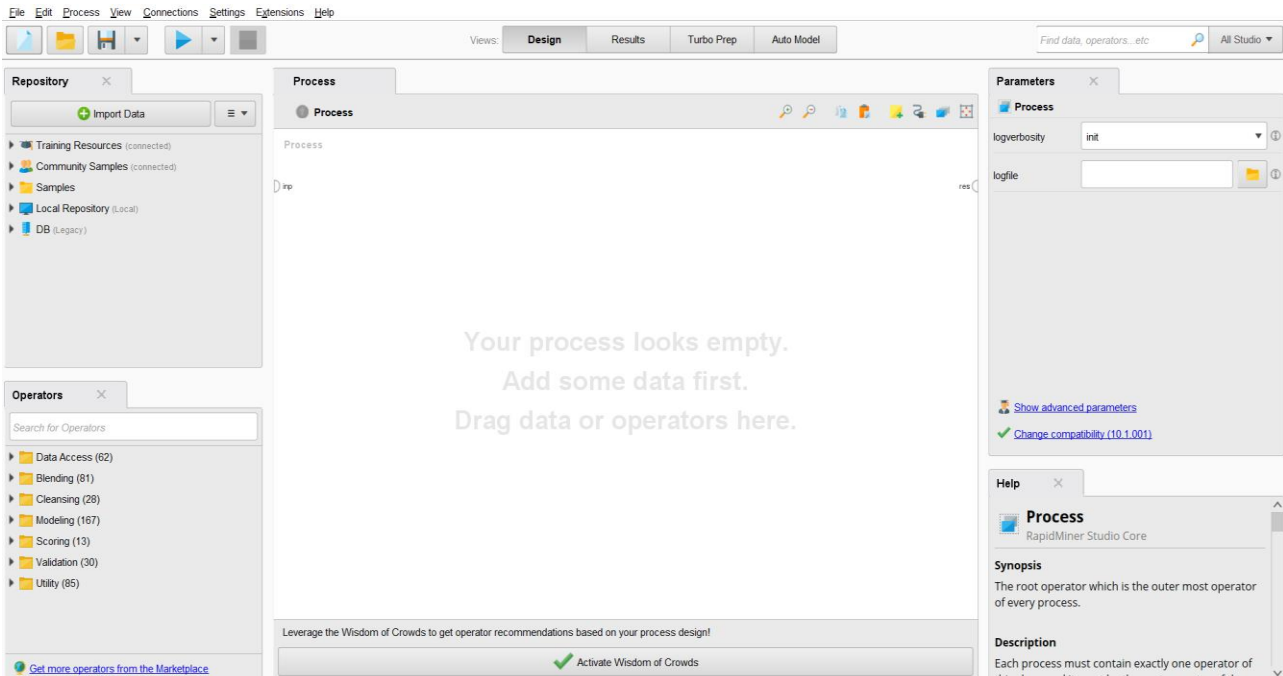 File Edit Process View Connections Settings Extensions Help
Views: Design Results Turbo Prep Auto Model
Find data, operators...etc All Studio
Repository
Import Data
Training Resources (connected)
Community Samples (connected)
Samples
Local Repository (Local)
DB (Legacy)
Operators
Search for Operators
Data Access (62)
Blending (81)
Cleansing (28)
Modeling (167)
Scoring (13)
Validation (30)
Utility (85)
Get more operators from the Marketplace
Process
Process
Process
inp
res
Your process looks empty.
Add some data first.
Drag data or operators here.
Leverage the Wisdom of Crowds to get operator recommendations based on your process design!
Activate Wisdom of Crowds
Parameters
Process
logverbosity init
logfile
Show advanced parameters
Change compatibility (10.1.001)
Help
Process
RapidMiner Studio Core
Synopsis
The root operator which is the outer most operator
of every process.
Description
Each process must contain exactly one operator of